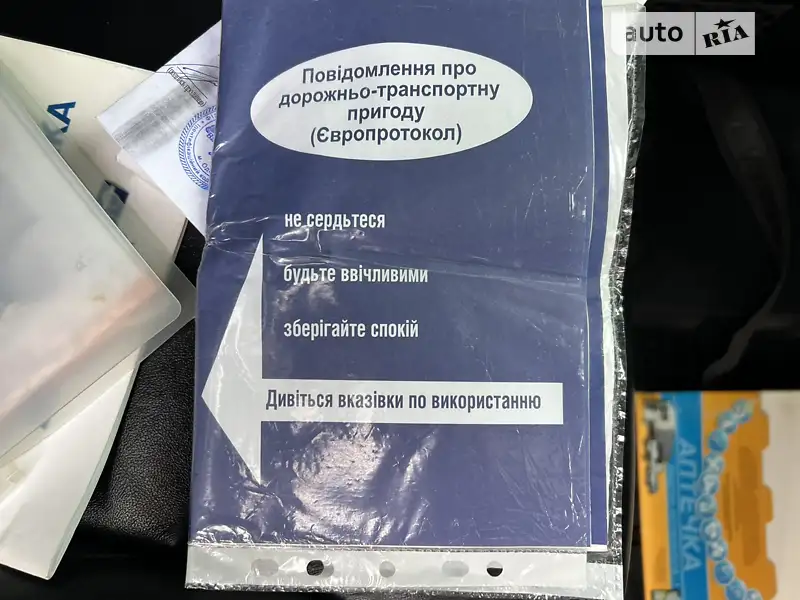 auto RIA
Повідомлення про
дорожньо-транспортну
пригоду
(Європротокол)
не сердьтеся
будьте ввічливими
зберігайте спокій
Дивіться вказівки по використанню
АПТЕЧКА